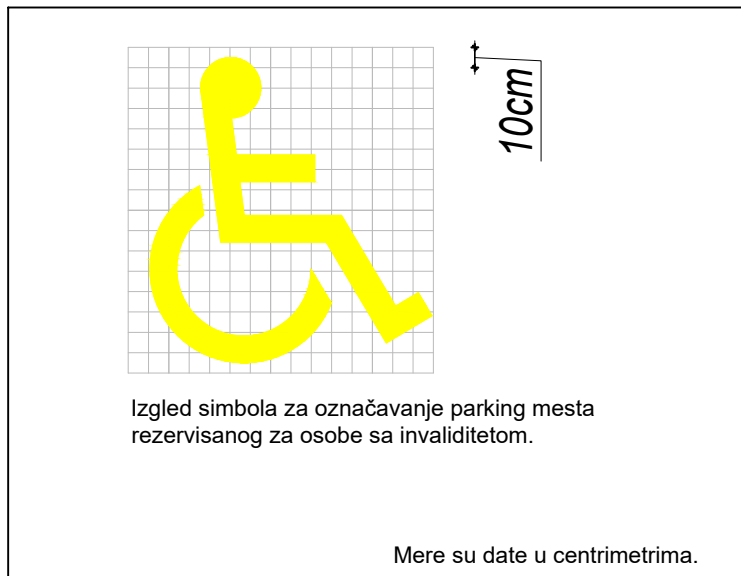 10cm
Izgled simbola za označavanje parking mesta
rezervisanog za osobe sa invaliditetom.
Mere su date u centrimetrima.